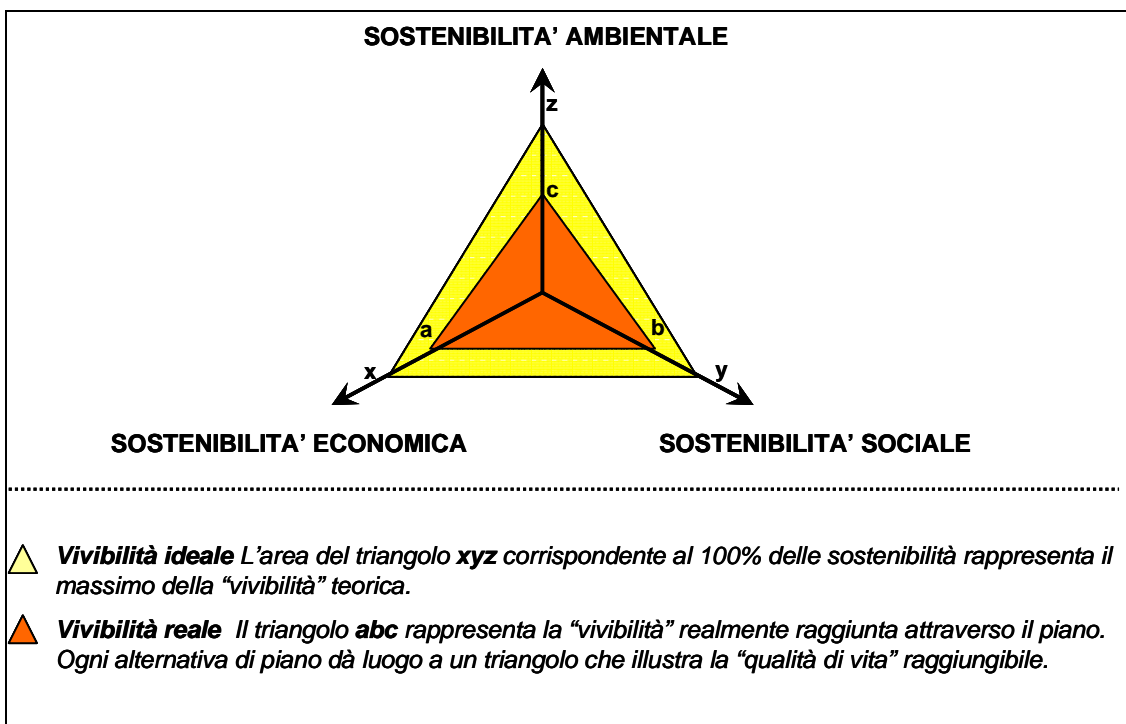 SOSTENIBILITA’ AMBIENTALE
z
c
a
b
x
y
SOSTENIBILITA’ ECONOMICA
SOSTENIBILITA’ SOCIALE
Vivibilità ideale L’area del triangolo xyz corrispondente al 100% delle sostenibilità rappresenta il
massimo della “vivibilità” teorica.
Vivibilità reale Il triangolo abc rappresenta la “vivibilità” realmente raggiunta attraverso il piano.
Ogni alternativa di piano dà luogo a un triangolo che illustra la “qualità di vita” raggiungibile.